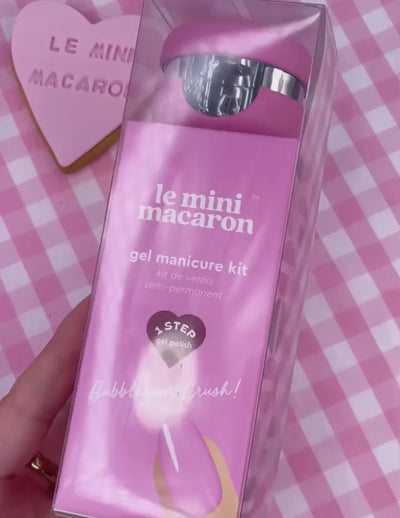 LE MINI
MACARON
le mini
macaron™
gel manicure kit
kit de vernis
semi-permanent
1 STEP
gel polish
Bubblegum Crush!